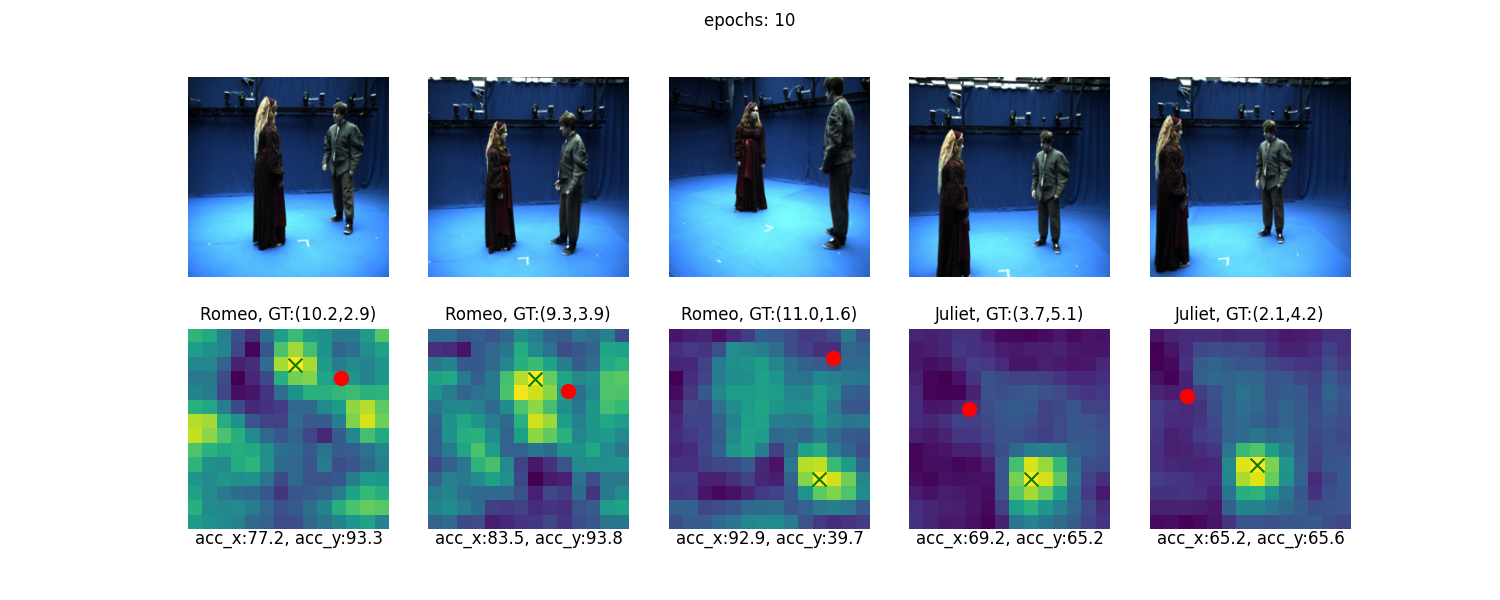 epochs: 10
Romeo, GT:(10.2,2.9)
Romeo, GT:(9.3,3.9)
Romeo, GT:(11.0,1.6)
Juliet, GT:(3.7,5.1)
Juliet, GT:(2.1,4.2)
acc_x:77.2, acc_y:93.3
acc_x:83.5, acc_y:93.8
acc_x:92.9, acc_y:39.7
acc_x:69.2, acc_y:65.2
acc_x:65.2, acc_y:65.6